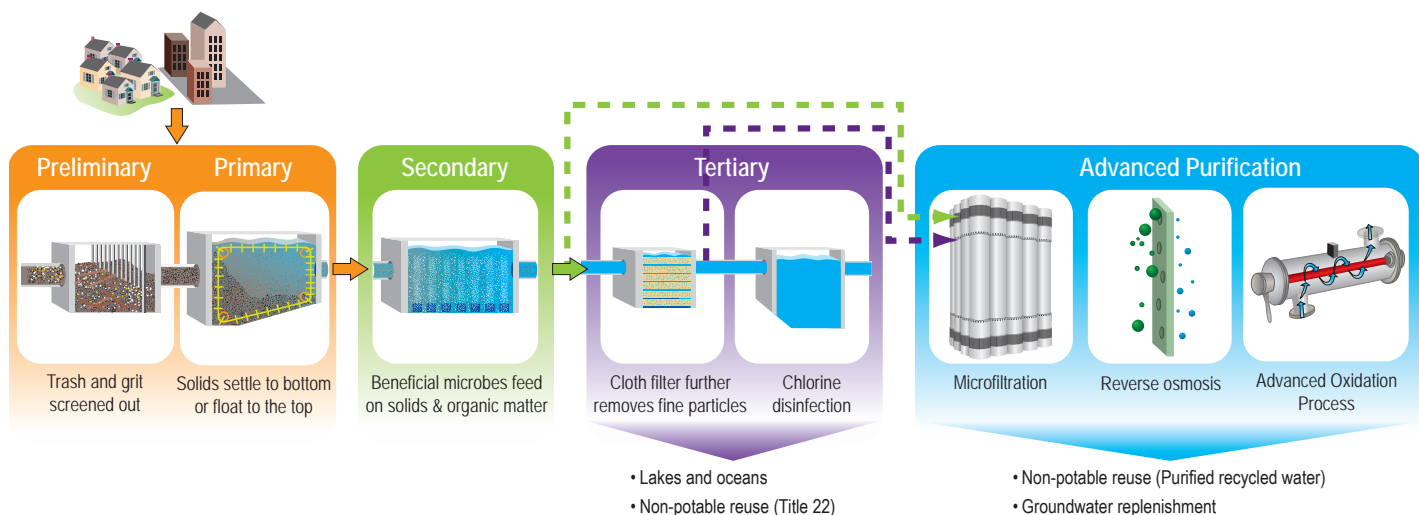 Preliminary
Primary
Secondary
Tertiary
Advanced Purification
Trash and grit
screened out
Solids settle to bottom
or float to the top
Beneficial microbes feed
on solids & organic matter
Cloth filter further
removes fine particles
Chlorine
disinfection
Microfiltration
Reverse osmosis
Advanced Oxidation
Process
• Lakes and oceans
• Non-potable reuse (Title 22)
• Non-potable reuse (Purified recycled water)
• Groundwater replenishment